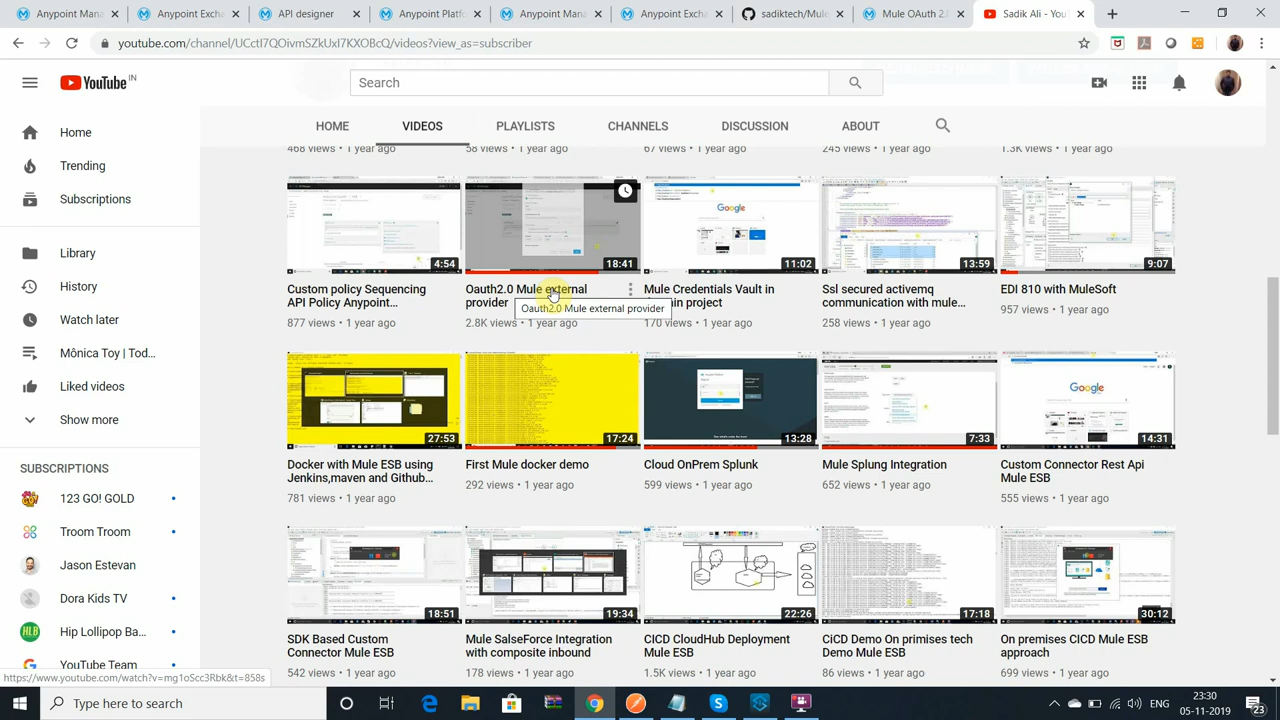 Anypoint Mana
Anypoint Excha
API designer
Anypoint Platfo
Anypoint Mana
Anypoint Excha
sadiktech/Mule
Mule OAuth 2.
Sadik Ali - You
youtube.com/channel/UCctI7QOivmSZkUxI7KXOBcQ/videos?view_as=subscriber
YouTube IN
Search
HOME
VIDEOS
PLAYLISTS
CHANNELS
DISCUSSION
ABOUT
Home
Trending
Subscriptions
Library
History
Watch later
Monica Toy | Tod...
Liked videos
Show more
SUBSCRIPTIONS
123 GO! GOLD
Troom Troom
Jason Estevan
Dora Kids TV
Hip Lollipop Ba...
YouTube Team
468 views • 1 year ago
58 views • 1 year ago
67 views • 1 year ago
245 views • 1 year ago
1.3K views • 1 year ago
4:54
18:41
Google
11:02
15:59
9:07
Custom policy Sequencing
API Policy Anypoint...
877 views • 1 year ago
Oauth2.0 Mule external
provider
Oauth2.0 Mule external provider
2.8K views • 1 year ago
Mule Credentials Vault in
project
170 views • 1 year ago
Ssl secured activemq
communication with mule...
258 views • 1 year ago
EDI 810 with MuleSoft
957 views • 1 year ago
27:53
17:24
13:28
7:33
Google
14:31
Docker with Mule ESB using
Jenkins,maven and Github...
781 views • 1 year ago
First Mule docker demo
292 views • 1 year ago
Cloud OnPrem Splunk
599 views • 1 year ago
Mule Splung Integration
652 views • 1 year ago
Custom Connector Rest Api
Mule ESB
555 views • 1 year ago
18:51
19:34
22:26
17:18
30:12
SDK Based Custom
Connector Mule ESB
542 views • 1 year ago
Mule SalseForce Integration
with composite inbound
178 views • 1 year ago
CICD CloudHub Deployment
Mule ESB
1.5K views • 1 year ago
CiCD Demo On primises tech
Demo Mule ESB
86 views • 1 year ago
On premises CICD Mule ESB
approach
699 views • 1 year ago
https://www.youtube.com/watch?v=mg1o2cc3Rbk&t=858s
Type here to search
ENG
23:30
05-11-2019
23